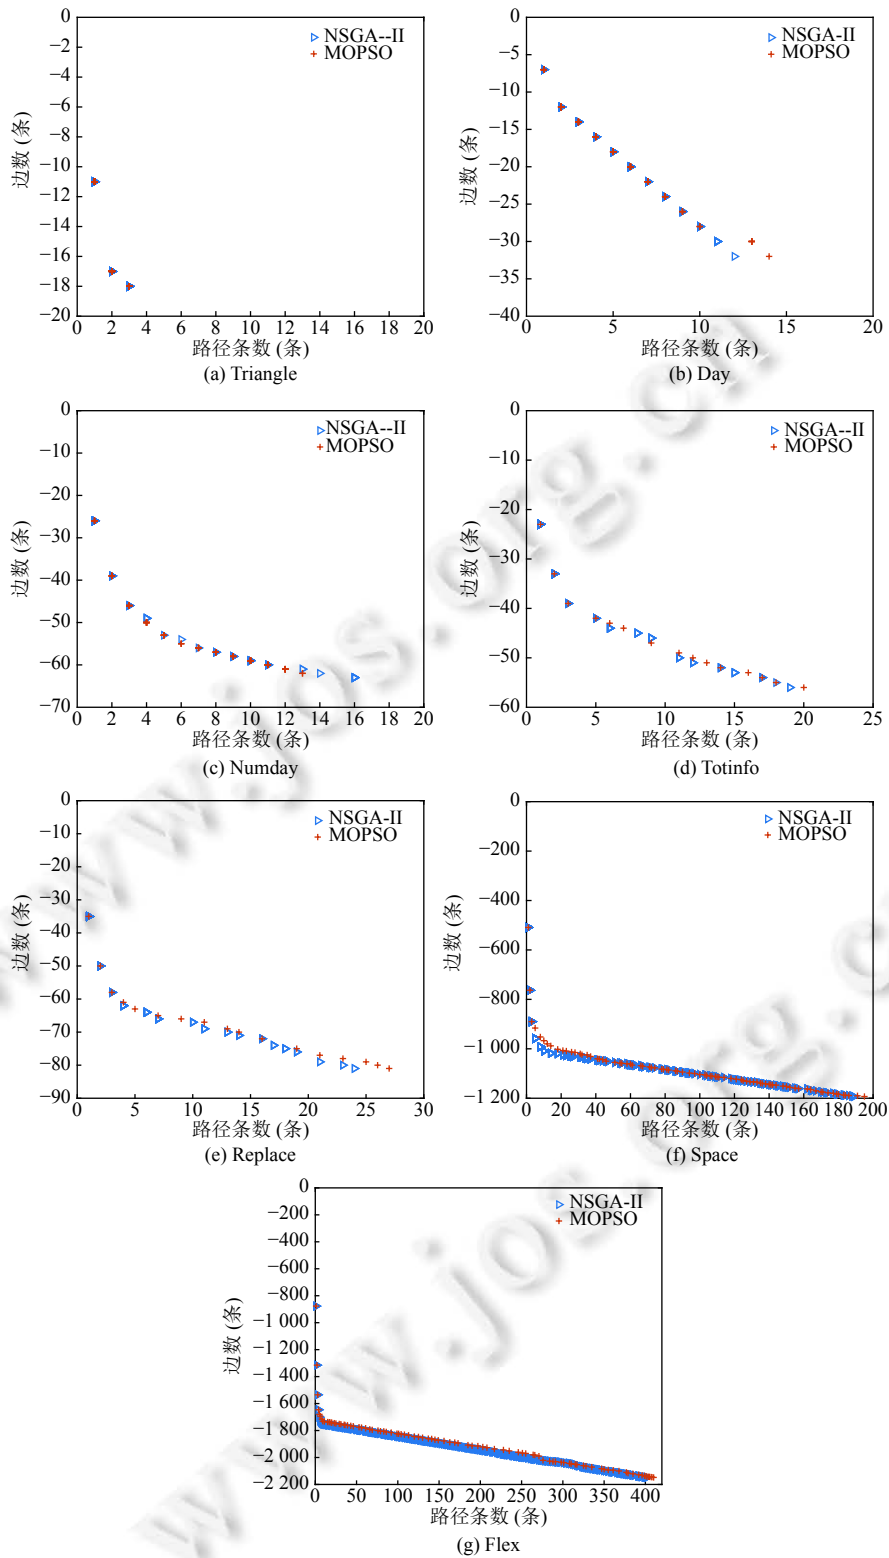 0
−2
−4
−6
−8
−10
−12
−14
−16
−18
−20
边数 (条)
NSGA--II
MOPSO
2 4 6 8 10 12 14 16 18 20
路径条数 (条)
(a) Triangle
0
−5
−10
−15
−20
−25
−30
−35
−40
边数 (条)
NSGA-II
MOPSO
5 10 15 20
路径条数 (条)
(b) Day
0
−10
−20
−30
−40
−50
−60
−70
边数 (条)
NSGA--II
MOPSO
0 2 4 6 8 10 12 14 16 18 20
路径条数 (条)
(c) Numday
0
−10
−20
−30
−40
−50
−60
边数 (条)
NSGA--II
MOPSO
0 5 10 15 20 25
路径条数 (条)
(d) Totinfo
0
−10
−20
−30
−40
−50
−60
−70
−80
−90
边数 (条)
NSGA-II
MOPSO
0 5 10 15 20 25 30
路径条数 (条)
(e) Replace
0
−200
−400
−600
−800
−1 000
−1 200
边数 (条)
NSGA-II
MOPSO
0 20 40 60 80 100 120 140 160 180 200
路径条数 (条)
(f) Space
0
−200
−400
−600
−800
−1 000
−1 200
−1 400
−1 600
−1 800
−2 000
−2 200
边数 (条)
NSGA-II
MOPSO
0 50 100 150 200 250 300 350 400
路径条数 (条)
(g) Flex
www.jos.org.cn
www.jos.org.c